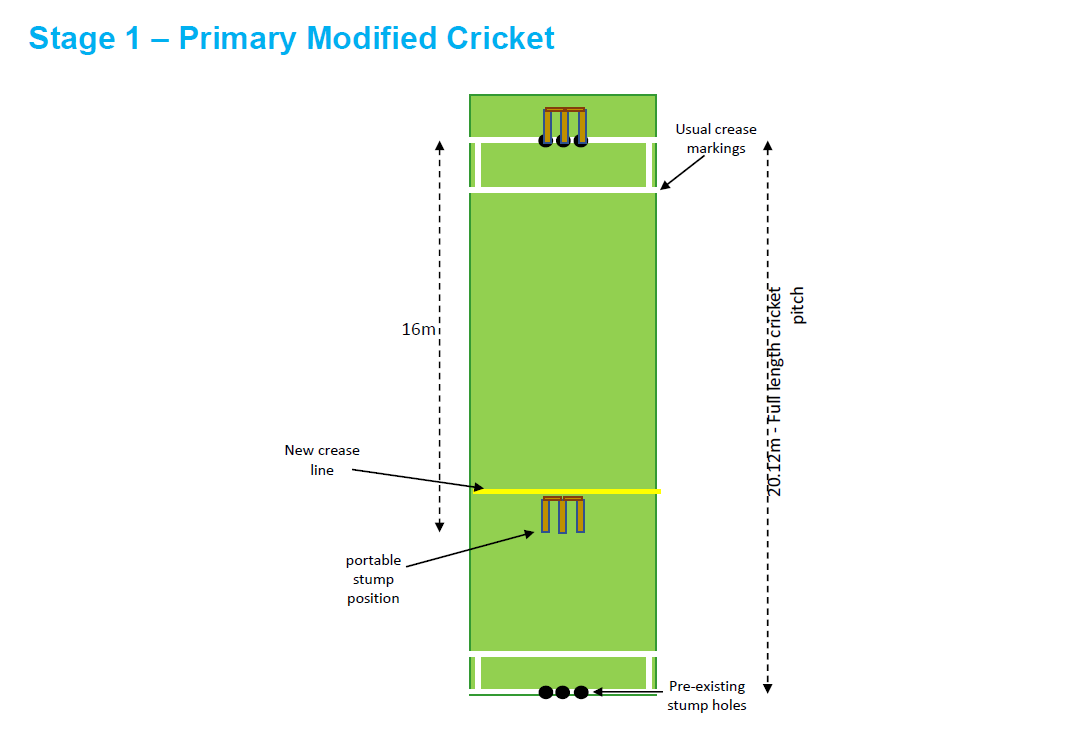 Stage 1 – Primary Modified Cricket
Usual crease
markings
16m
20.12m - Full length cricket
pitch
New crease
line
portable
stump
position
Pre-existing
stump holes